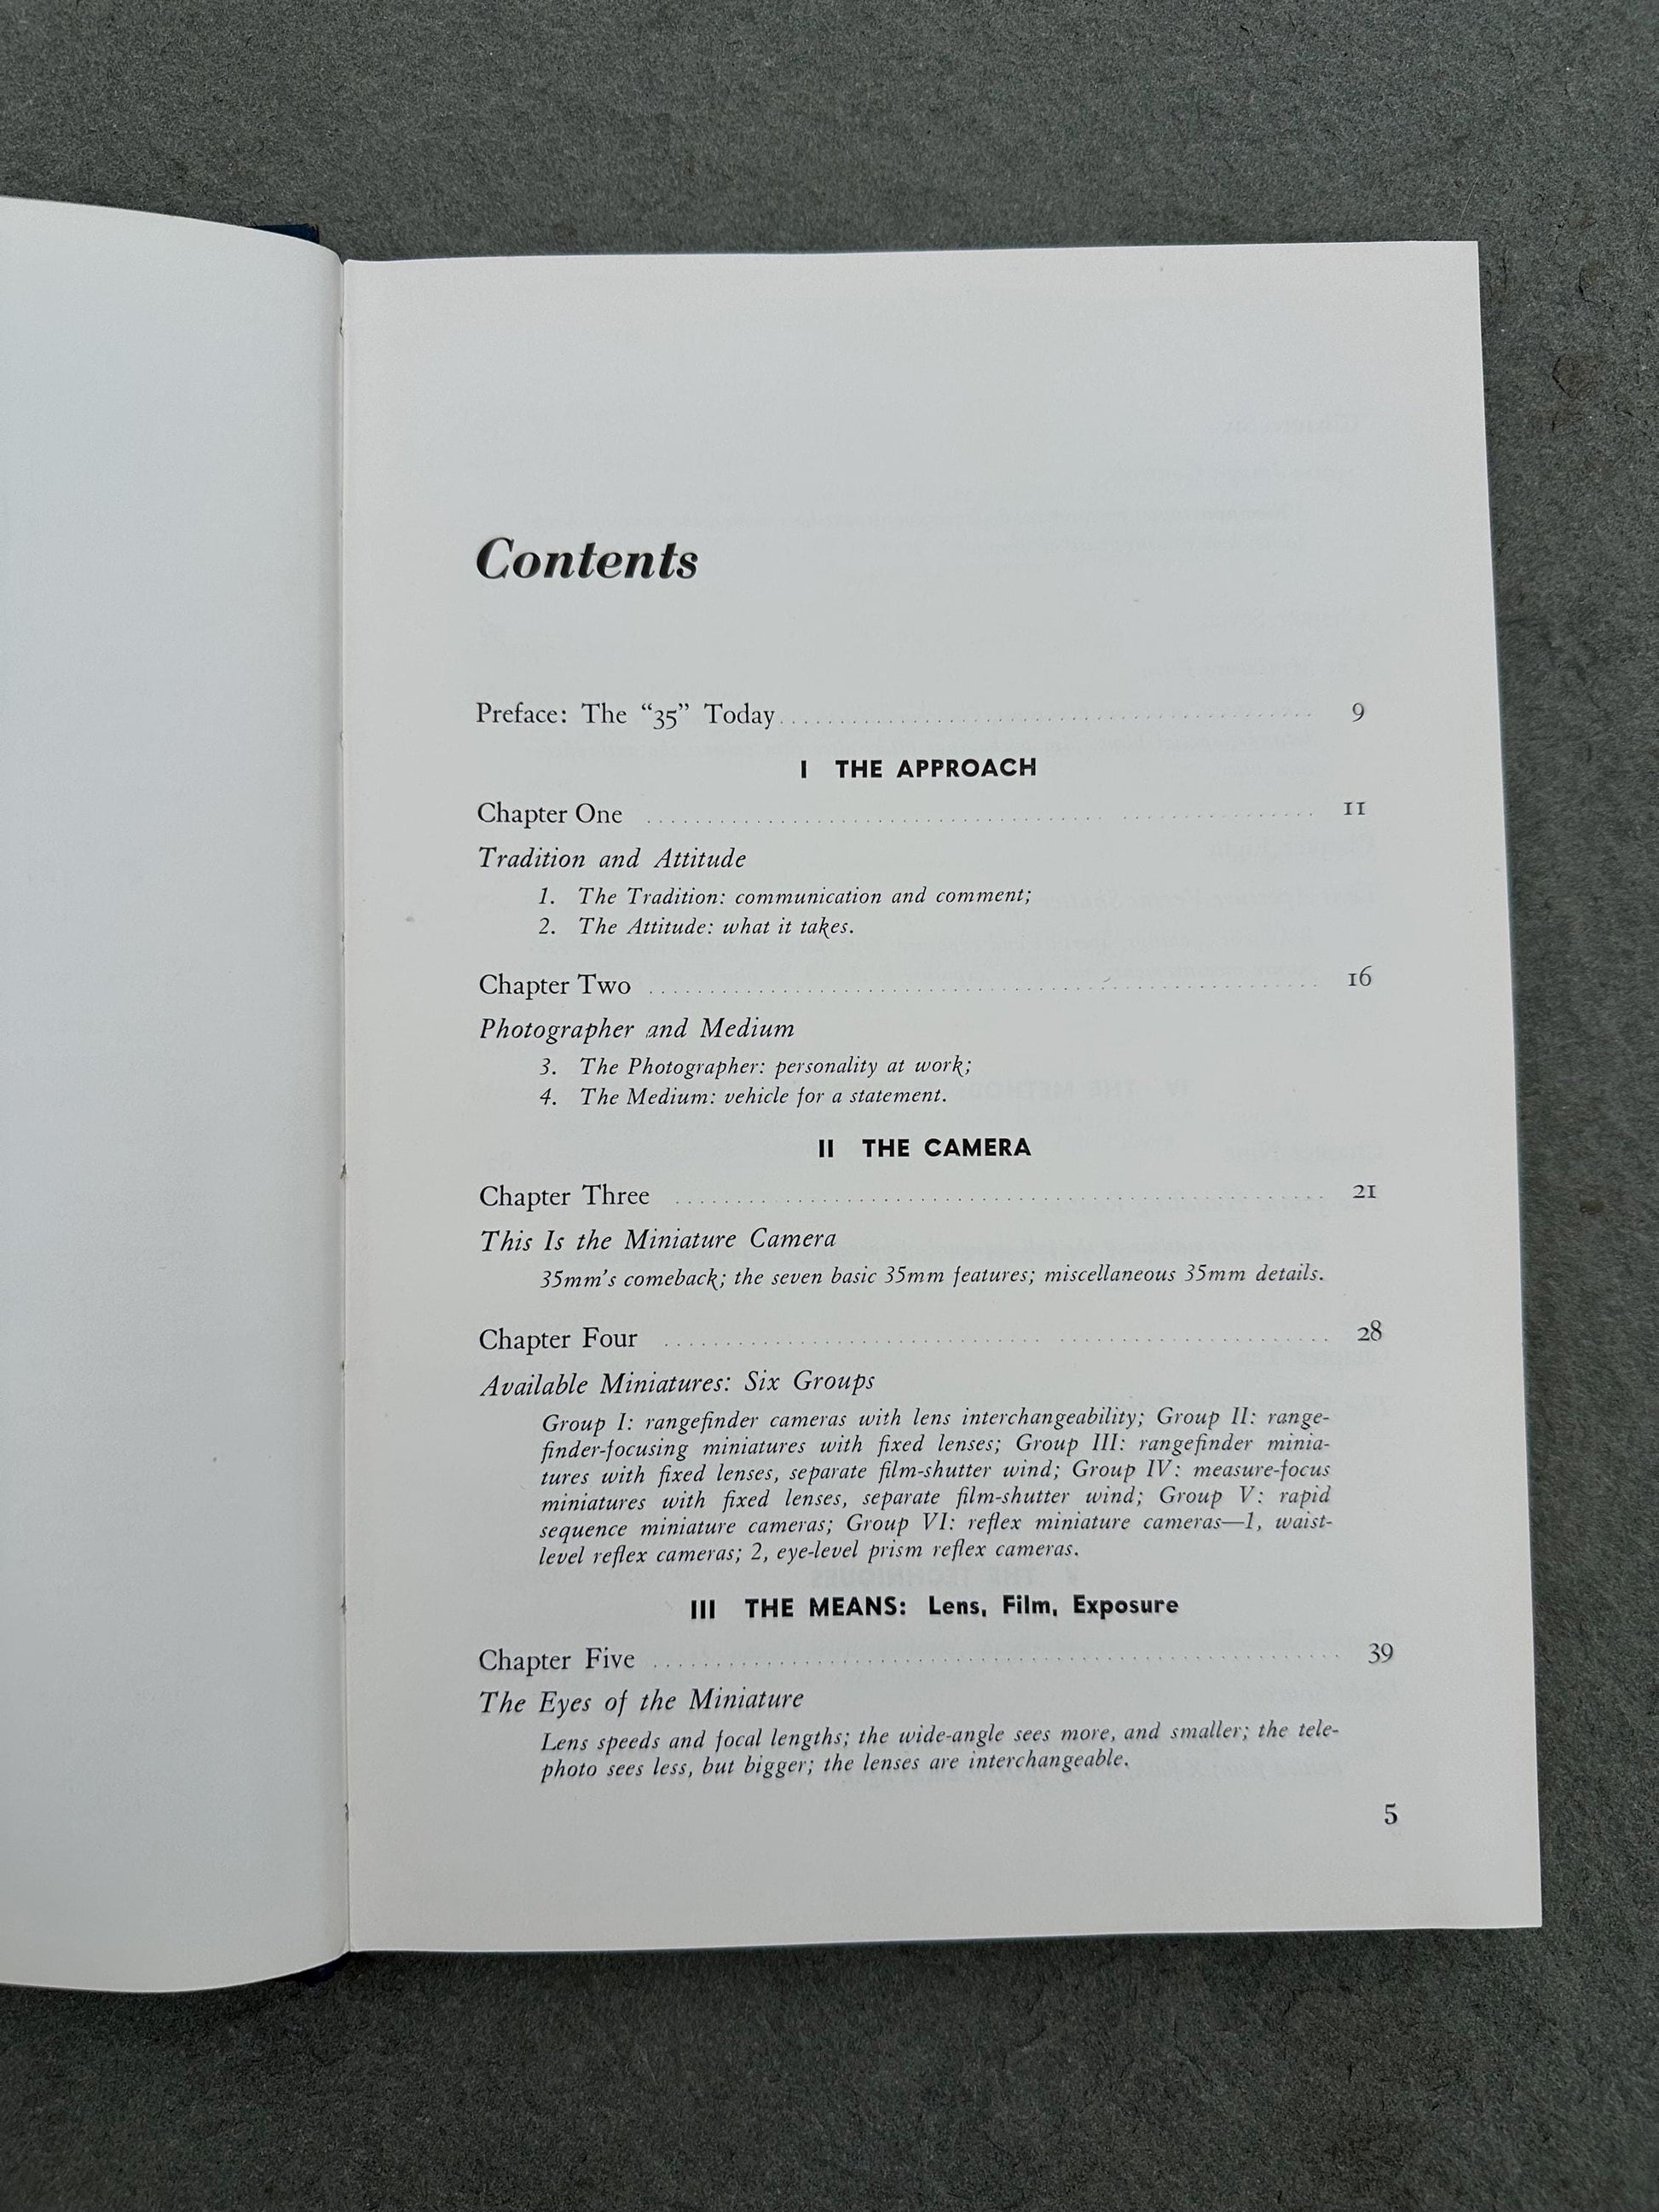 Contents
Preface: The “35” Today 9
I THE APPROACH
Chapter One 11
Tradition and Attitude
1. The Tradition: communication and comment;
2. The Attitude: what it takes.
Chapter Two 16
Photographer and Medium
3. The Photographer: personality at work;
4. The Medium: vehicle for a statement.
II THE CAMERA
Chapter Three 21
This Is the Miniature Camera
35mm’s comeback; the seven basic 35mm features; miscellaneous 35mm details.
Chapter Four 28
Available Miniatures: Six Groups
Group I: rangefinder cameras with lens interchangeability; Group II: range-
finder-focusing miniatures with fixed lenses; Group III: rangefinder minia-
tures with fixed lenses, separate film-shutter wind; Group IV: measure-focus
miniatures with fixed lenses, separate film-shutter wind; Group V: rapid
sequence miniature cameras; Group VI: reflex miniature cameras—1, waist-
level reflex cameras; 2, eye-level prism reflex cameras.
III THE MEANS: Lens, Film, Exposure
Chapter Five 39
The Eyes of the Miniature
Lens speeds and focal lengths; the wide-angle sees more, and smaller; the tele-
photo sees less, but bigger; the lenses are interchangeable.
5